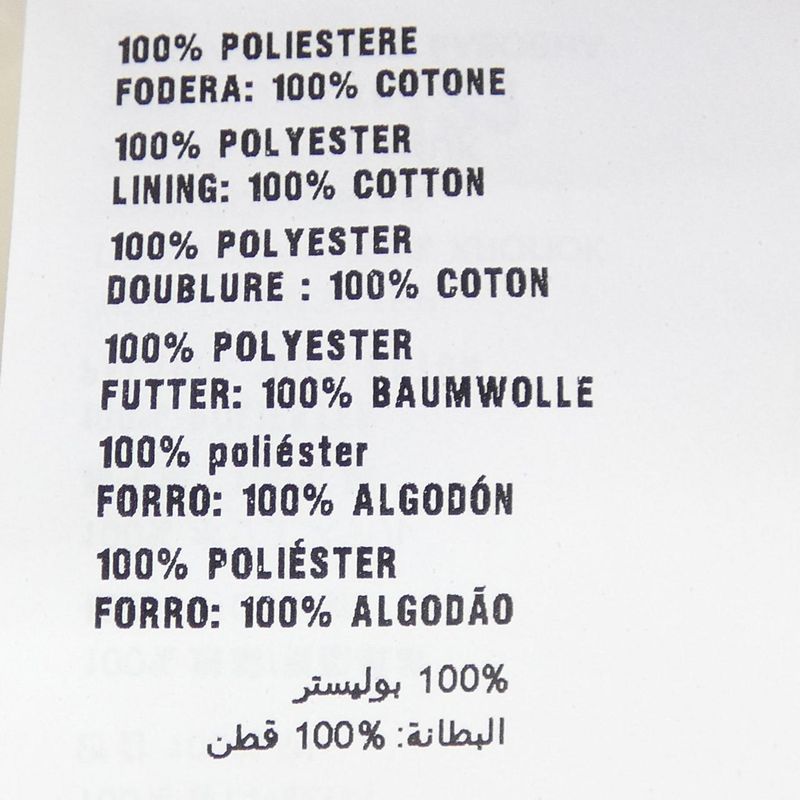 100% POLIESTERE
FODERA: 100% COTONE
100% POLYESTER
LINING: 100% COTTON
100% POLYESTER
DOUBLURE : 100% COTON
100% POLYESTER
FUTTER: 100% BAUMWOLLE
100% poliéster
FORRO: 100% ALGODÓN
100% POLIÉSTER
FORRO: 100% ALGODÃO
100% بوليستر
البطانة: 100% قطن